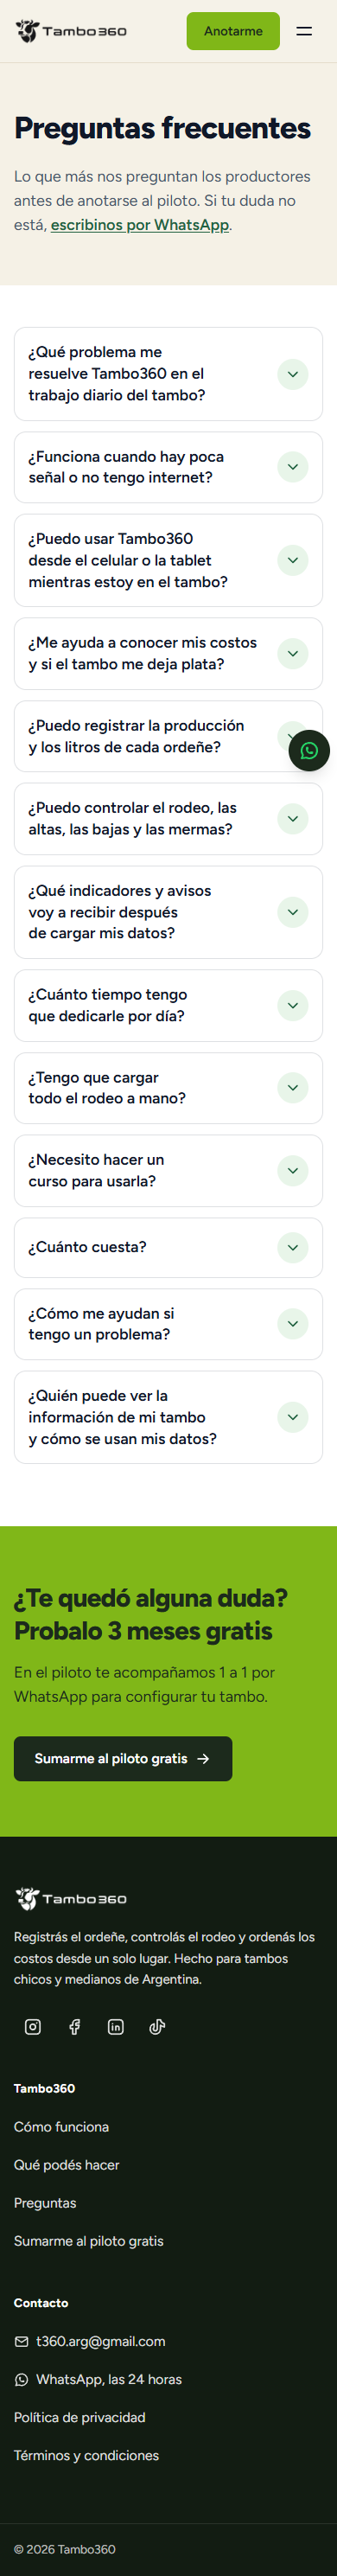 Tambo360
Anotarme
Preguntas frecuentes
Lo que más nos preguntan los productores
antes de anotarse al piloto. Si tu duda no
está, escribinos por WhatsApp.
¿Qué problema me
resuelve Tambo360 en el
trabajo diario del tambo?
¿Funciona cuando hay poca
señal o no tengo internet?
¿Puedo usar Tambo360
desde el celular o la tablet
mientras estoy en el tambo?
¿Me ayuda a conocer mis costos
y si el tambo me deja plata?
¿Puedo registrar la producción
y los litros de cada ordeñe?
¿Puedo controlar el rodeo, las
altas, las bajas y las mermas?
¿Qué indicadores y avisos
voy a recibir después
de cargar mis datos?
¿Cuánto tiempo tengo
que dedicarle por día?
¿Tengo que cargar
todo el rodeo a mano?
¿Necesito hacer un
curso para usarla?
¿Cuánto cuesta?
¿Cómo me ayudan si
tengo un problema?
¿Quién puede ver la
información de mi tambo
y cómo se usan mis datos?
¿Te quedó alguna duda?
Probalo 3 meses gratis
En el piloto te acompañamos 1 a 1 por
WhatsApp para configurar tu tambo.
Sumarme al piloto gratis
Tambo360
Registrás el ordeñe, controlás el rodeo y ordenás los
costos desde un solo lugar. Hecho para tambos
chicos y medianos de Argentina.
Tambo360
Cómo funciona
Qué podés hacer
Preguntas
Sumarme al piloto gratis
Contacto
t360.arg@gmail.com
WhatsApp, las 24 horas
Política de privacidad
Términos y condiciones
© 2026 Tambo360